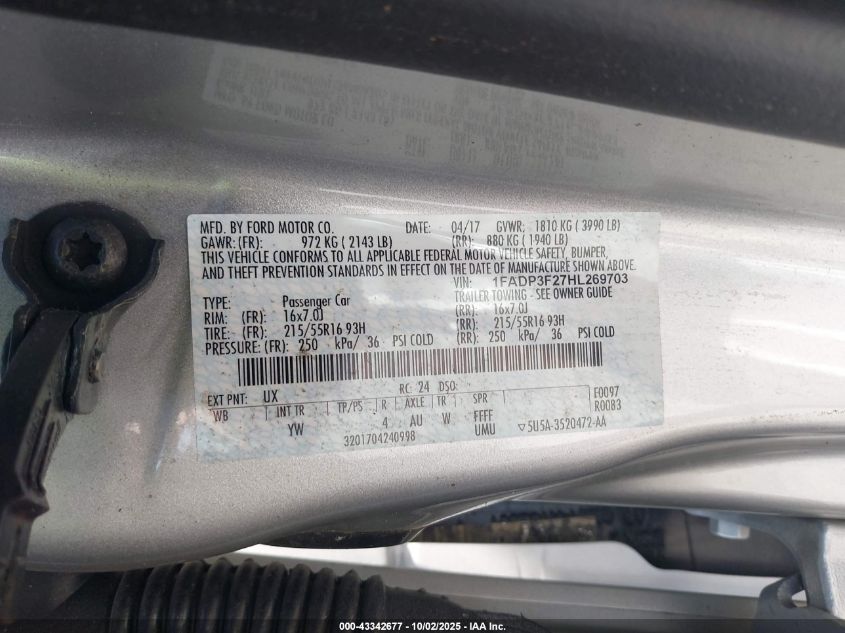 MFD. BY FORD MOTOR CO. DATE: 04/17 GVWR: 1810 KG ( 3990 LB)
GAWR: (FR): 972 KG ( 2143 LB) (RR): 880 KG ( 1940 LB)
THIS VEHICLE CONFORMS TO ALL APPLICABLE FEDERAL MOTOR VEHICLE SAFETY, BUMPER,
AND THEFT PREVENTION STANDARDS IN EFFECT ON THE DATE OF MANUFACTURE SHOWN ABOVE.
VIN: 1FADP3F27HL269703
TYPE: Passenger Car TRAILER TOWING - SEE OWNER GUIDE
RIM: (FR): 16x7.0J (RR): 16x7.0J
TIRE: (FR): 215/55R16 93H (RR): 215/55R16 93H
PRESSURE: (FR): 250 kPa/ 36 PSI COLD (RR): 250 kPa/ 36 PSI COLD
EXT PNT: UX RC: 24 DSO: F0097
WB INT TR TP/PS R AXLE TR SPR R0083
YW 4 AU W FFFF
UMU ▽5U5A-3520472-AA
3201704240998
000-43342677 - 10/02/2025 - IAA Inc.